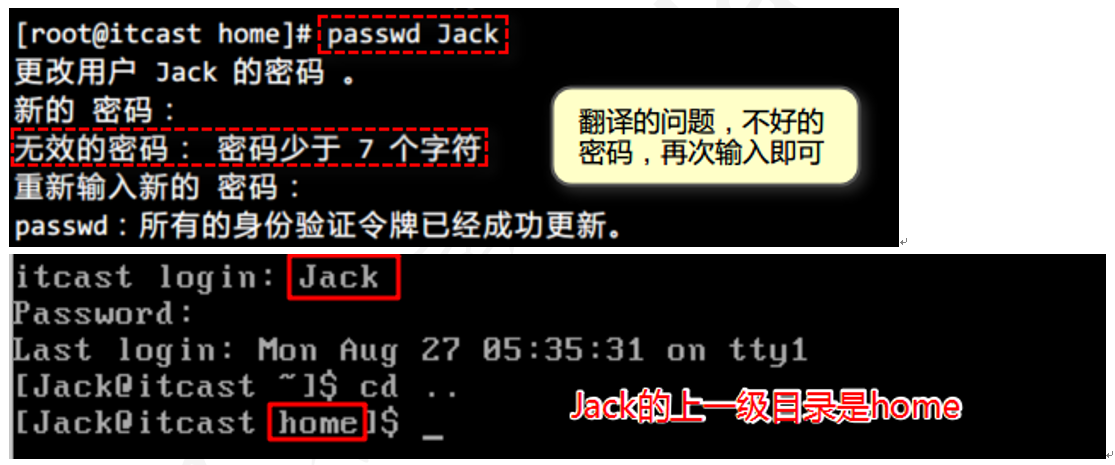 [root@itcast home]# passwd Jack
更改用户 Jack 的密码 。
新的 密码：
无效的密码： 密码少于 7 个字符
重新输入新的 密码：
passwd：所有的身份验证令牌已经成功更新。
翻译的问题，不好的
密码，再次输入即可
itcast login: Jack
Password:
Last login: Mon Aug 27 05:35:31 on tty1
[Jack@itcast ~]$ cd ..
[Jack@itcast home]$ _
Jack的上一级目录是home